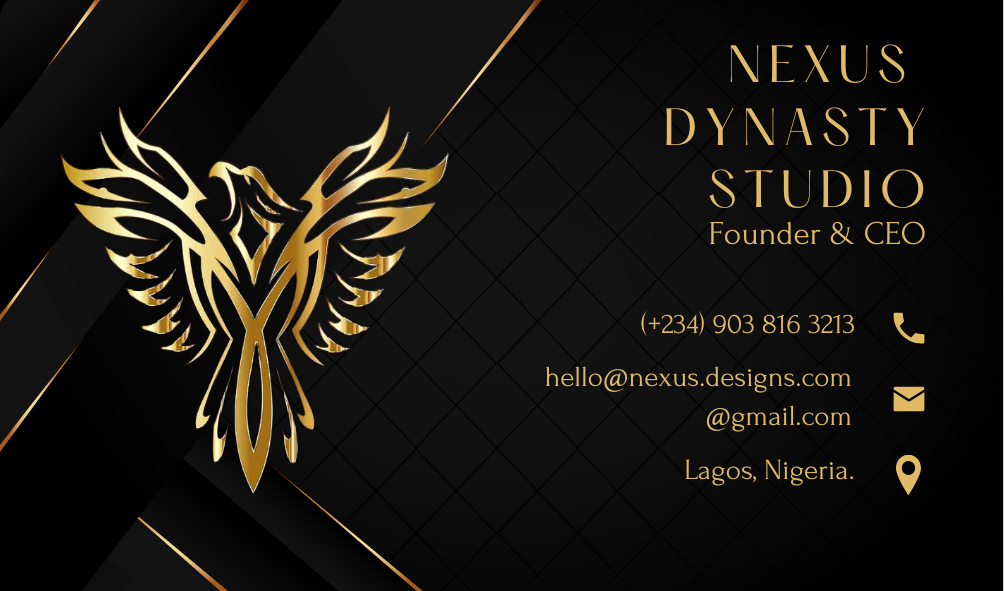 NEXUS
DYNASTY
STUDIO
Founder & CEO
(+234) 903 816 3213
hello@nexus.designs.com
@gmail.com
Lagos, Nigeria.